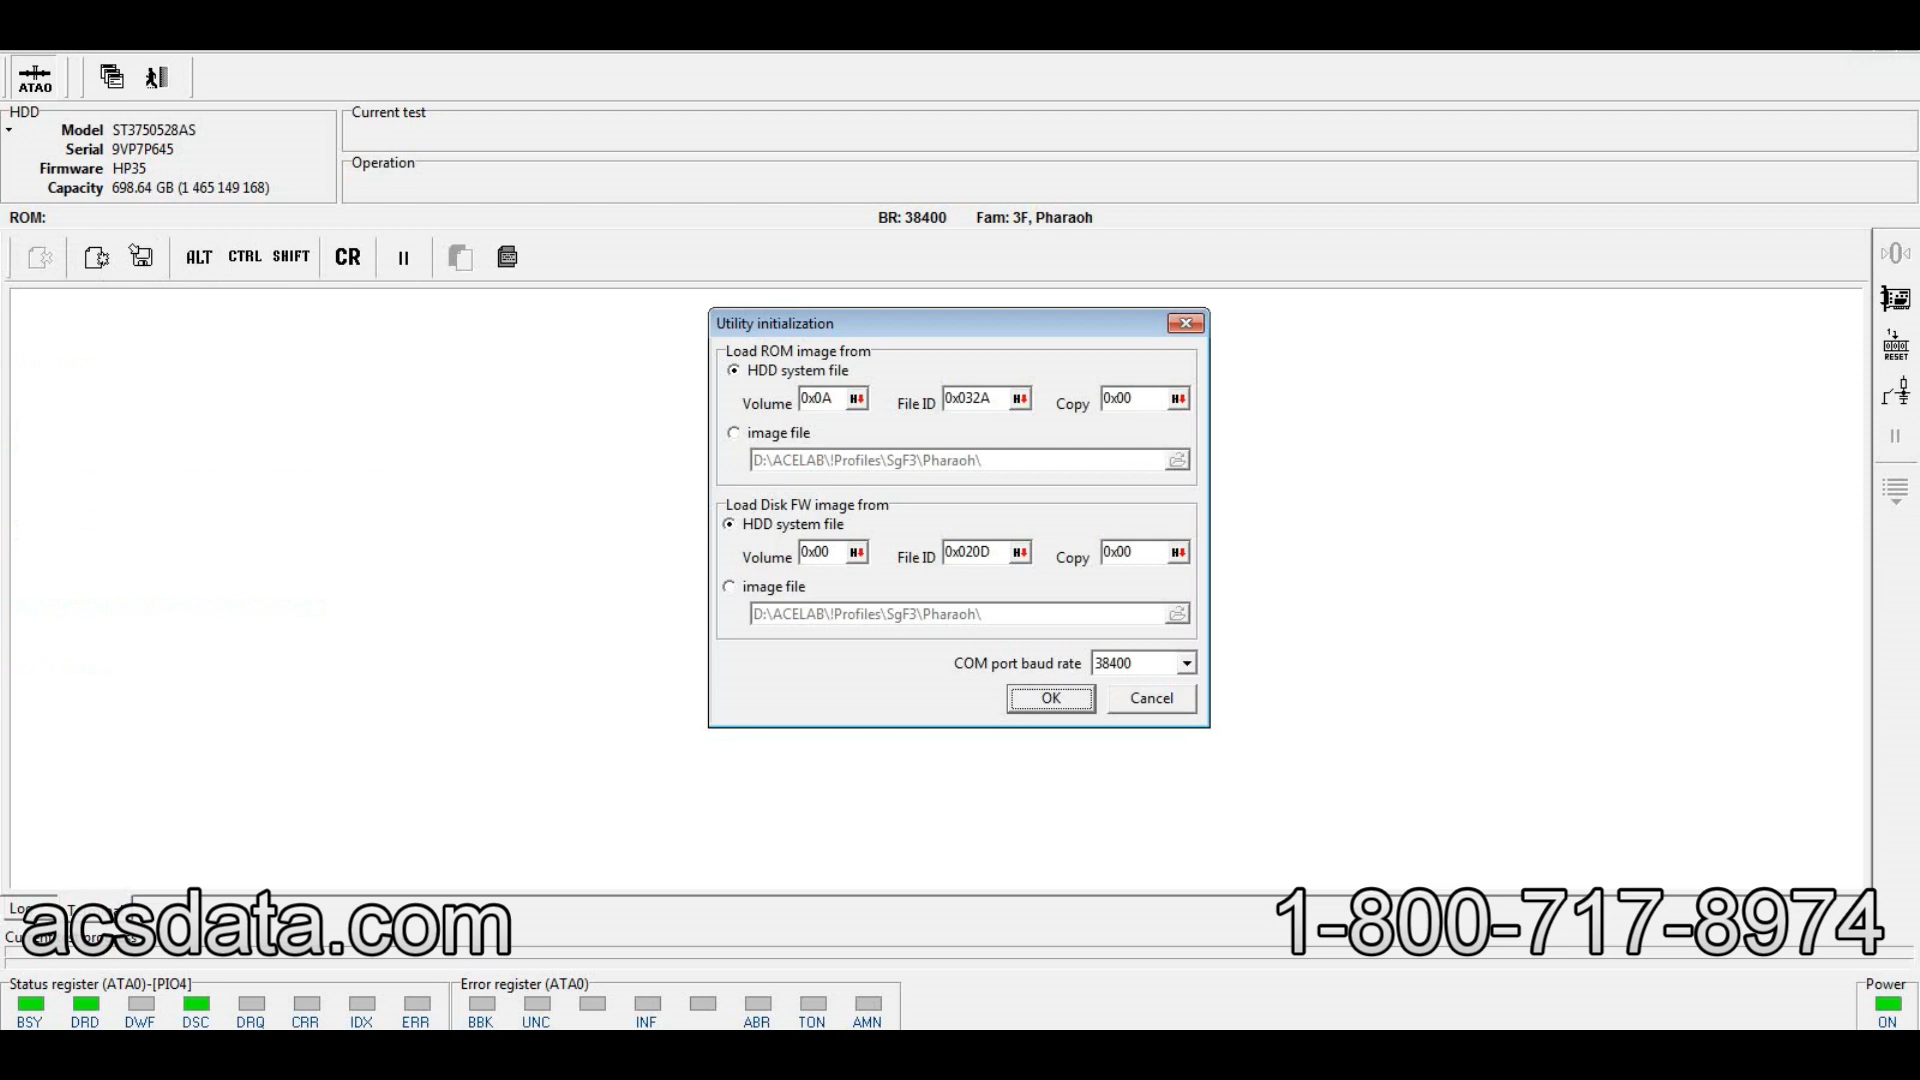 ATA0
HDD
Model ST3750528AS
Serial 9VP7P645
Firmware HP35
Capacity 698.64 GB (1 465 149 168)
Current test
Operation
ROM:
BR: 38400
Fam: 3F, Pharaoh
ALT CTRL SHIFT CR
RESET
Utility initialization
Load ROM image from
HDD system file
Volume 0x0A File ID 0x032A Copy 0x00
image file
D:\ACELAB\!Profiles\SgF3\Pharaoh\
Load Disk FW image from
HDD system file
Volume 0x00 File ID 0x020D Copy 0x00
image file
D:\ACELAB\!Profiles\SgF3\Pharaoh\
COM port baud rate 38400
OK Cancel
acsdata.com
1-800-717-8974
Status register (ATA0)-[PIO4]
BSY DRD DWF DSC DRQ CRR IDX ERR
Error register (ATA0)
BBK UNC INF ABR TON AMN
Power
ON